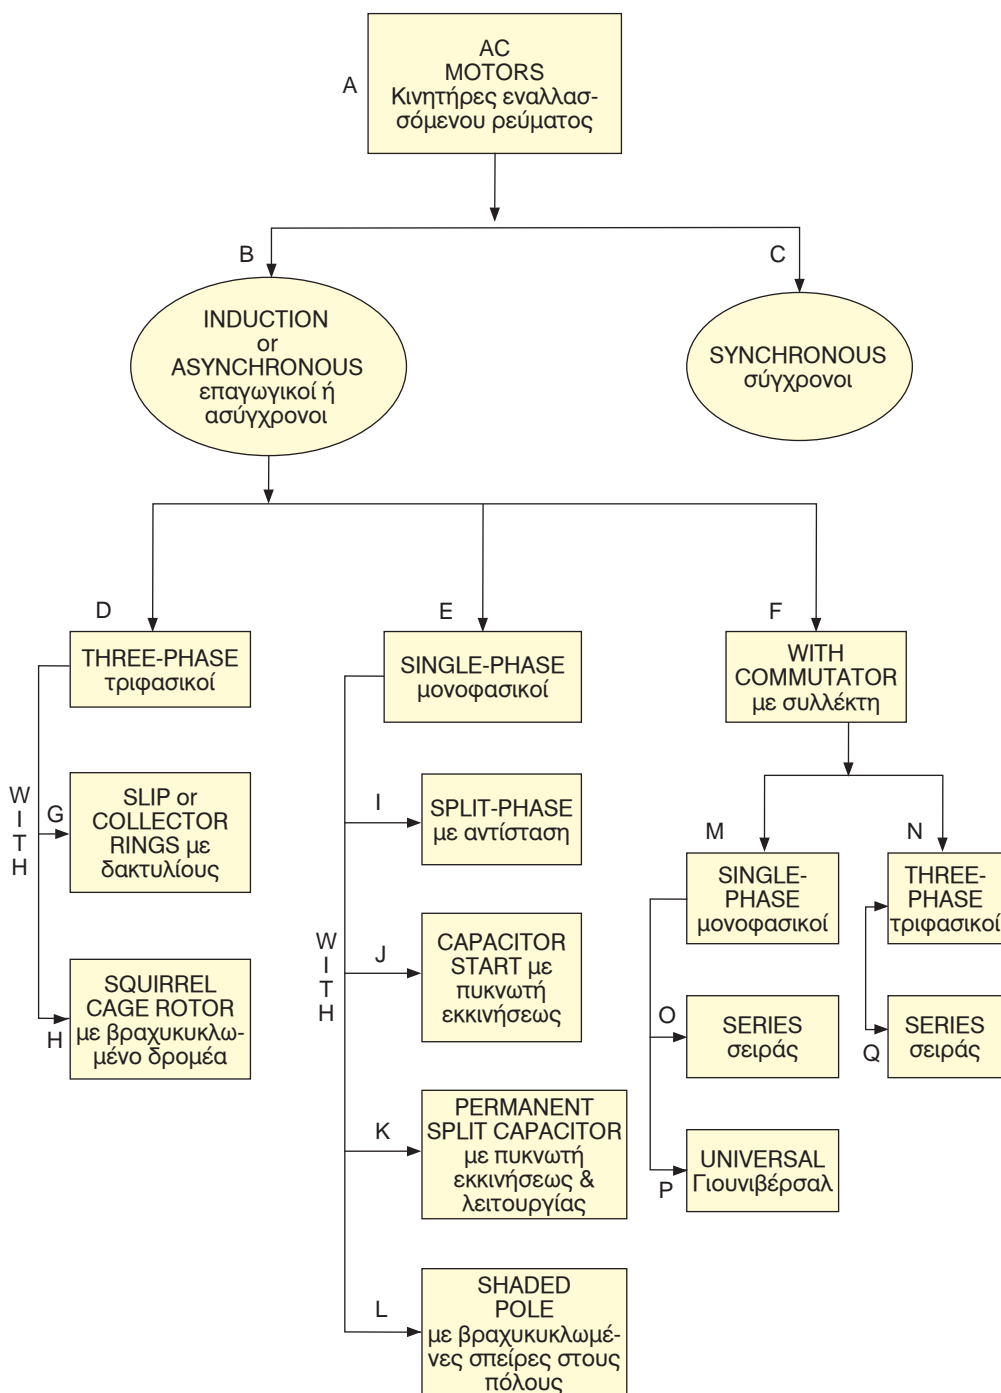 A
AC
MOTORS
Κινητήρες εναλλασ-
σόμενου ρεύματος
B
INDUCTION
or
ASYNCHRONOUS
επαγωγικοί ή
ασύγχρονοι
C
SYNCHRONOUS
σύγχρονοι
D
THREE-PHASE
τριφασικοί
W
I
T
H
G
SLIP or
COLLECTOR
RINGS με
δακτυλίους
H
SQUIRREL
CAGE ROTOR
με βραχυκυκλω-
μένο δρομέα
E
SINGLE-PHASE
μονοφασικοί
W
I
T
H
I
SPLIT-PHASE
με αντίσταση
J
CAPACITOR
START με
πυκνωτή
εκκινήσεως
K
PERMANENT
SPLIT CAPACITOR
με πυκνωτή
εκκινήσεως &
λειτουργίας
L
SHADED
POLE
με βραχυκυκλωμέ-
νες σπείρες στους
πόλους
F
WITH
COMMUTATOR
με συλλέκτη
M
SINGLE-
PHASE
μονοφασικοί
O
SERIES
σειράς
P
UNIVERSAL
Γιουνιβέρσαλ
N
THREE-
PHASE
τριφασικοί
Q
SERIES
σειράς